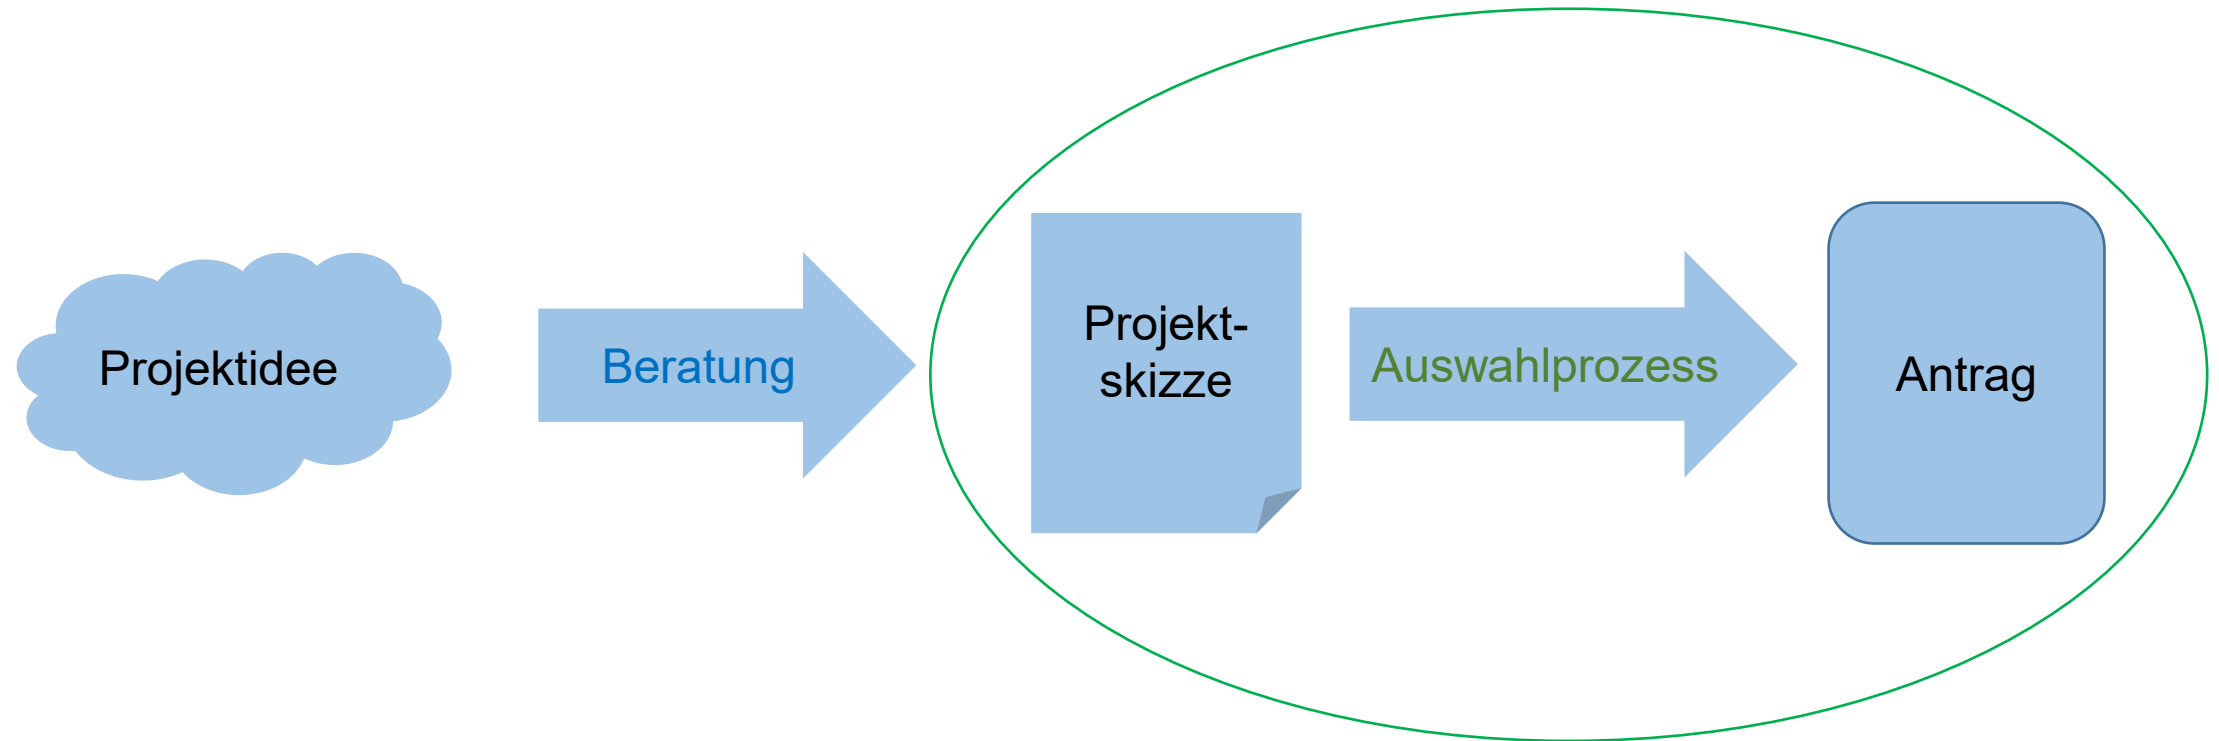 Projektidee
Beratung
Projekt-
skizze
Auswahlprozess
Antrag